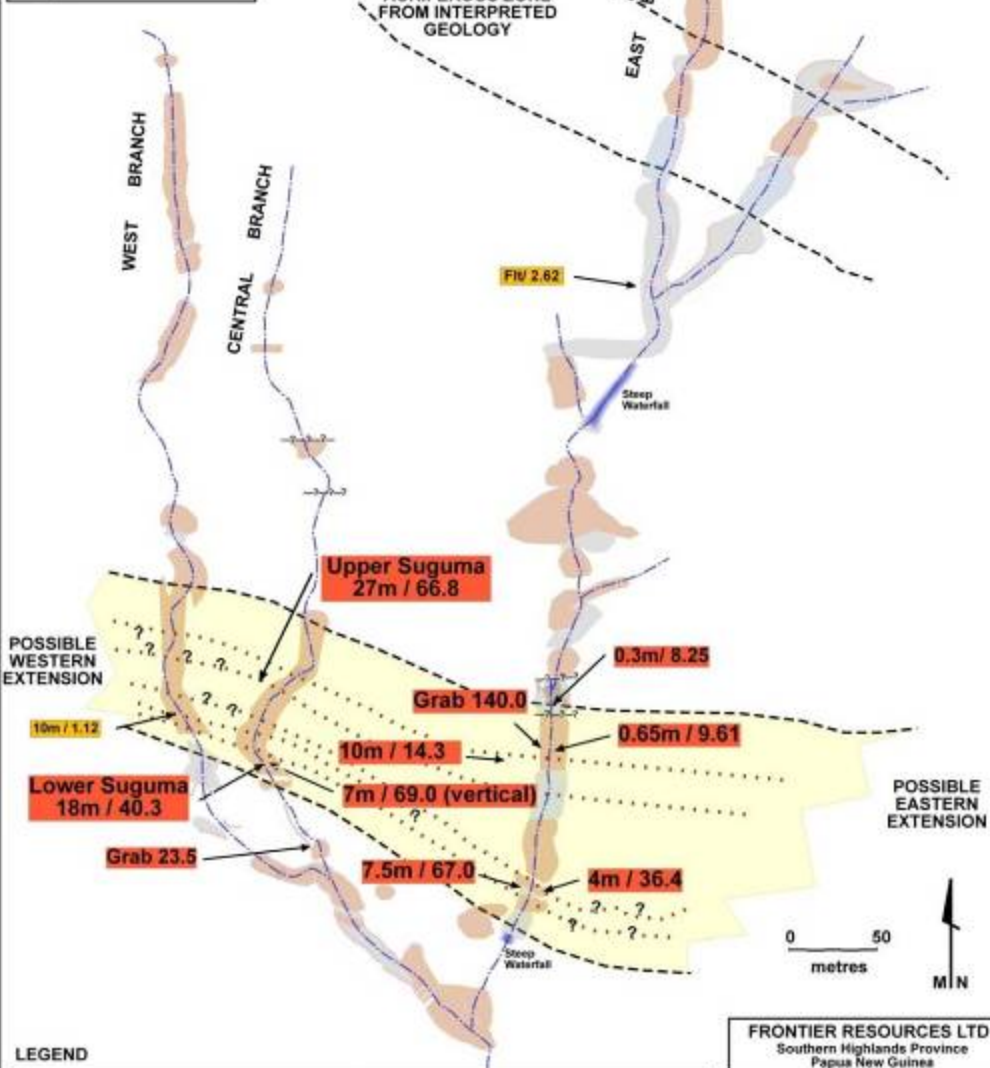 FROM INTERPRETED
GEOLOGY
EAST
WEST BRANCH
CENTRAL BRANCH
Flt/ 2.62
Steep
Waterfall
Upper Suguma
27m / 66.8
POSSIBLE
WESTERN
EXTENSION
0.3m/ 8.25
Grab 140.0
10m / 1.12
0.65m / 9.61
10m / 14.3
Lower Suguma
18m / 40.3
7m / 69.0 (vertical)
POSSIBLE
EASTERN
EXTENSION
Grab 23.5
7.5m / 67.0
4m / 36.4
? ? ? ? ? ? ? ? ? ? ?
Steep
Waterfall
0 50
metres
M N
FRONTIER RESOURCES LTD
Southern Highlands Province
Papua New Guinea
LEGEND